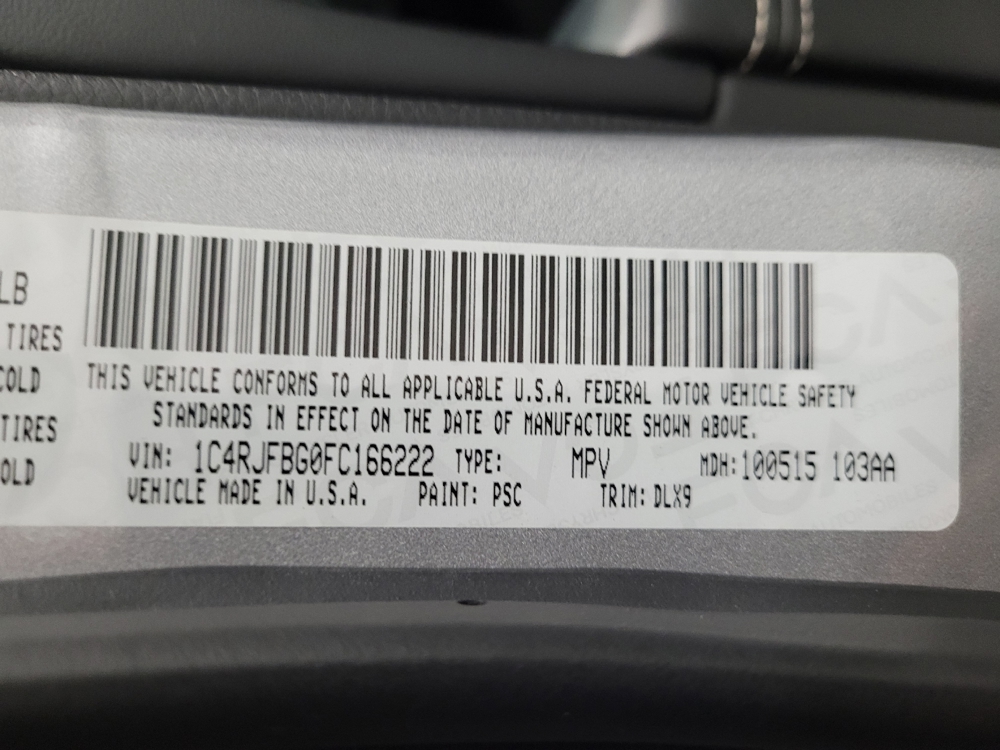 LB
TIRES
COLD
TIRES
OLD
THIS VEHICLE CONFORMS TO ALL APPLICABLE U.S.A. FEDERAL MOTOR VEHICLE SAFETY
STANDARDS IN EFFECT ON THE DATE OF MANUFACTURE SHOWN ABOVE.
VIN: 1C4RJFBG0FC166222 TYPE: MPV MDH:100515 103AA
VEHICLE MADE IN U.S.A. PAINT: PSC TRIM: DLX9